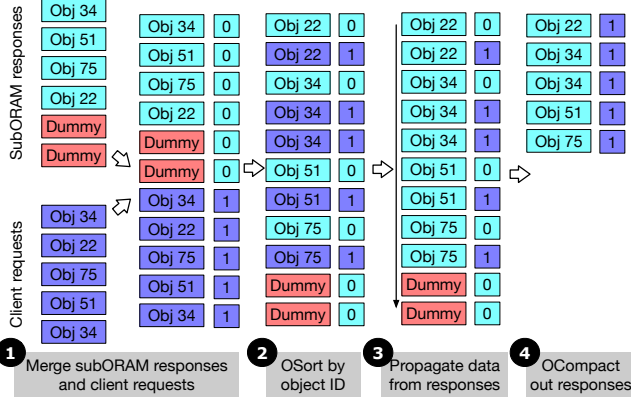 SubORAM responses
Obj 34
Obj 51
Obj 75
Obj 22
Dummy
Dummy
Client requests
Obj 34
Obj 22
Obj 75
Obj 51
Obj 34
Obj 34 0
Obj 51 0
Obj 75 0
Obj 22 0
Dummy 0
Dummy 0
Obj 34 1
Obj 22 1
Obj 75 1
Obj 51 1
Obj 34 1
Obj 22 0
Obj 22 1
Obj 34 0
Obj 34 1
Obj 34 1
Obj 51 0
Obj 51 1
Obj 75 0
Obj 75 1
Dummy 0
Dummy 0
Obj 22 0
Obj 22 1
Obj 34 0
Obj 34 1
Obj 34 1
Obj 51 0
Obj 51 1
Obj 75 0
Obj 75 1
Dummy 0
Dummy 0
Obj 22 1
Obj 34 1
Obj 34 1
Obj 51 1
Obj 75 1
1
Merge subORAM responses
and client requests
2
OSort by
object ID
3
Propagate data
from responses
4
OCompact
out responses